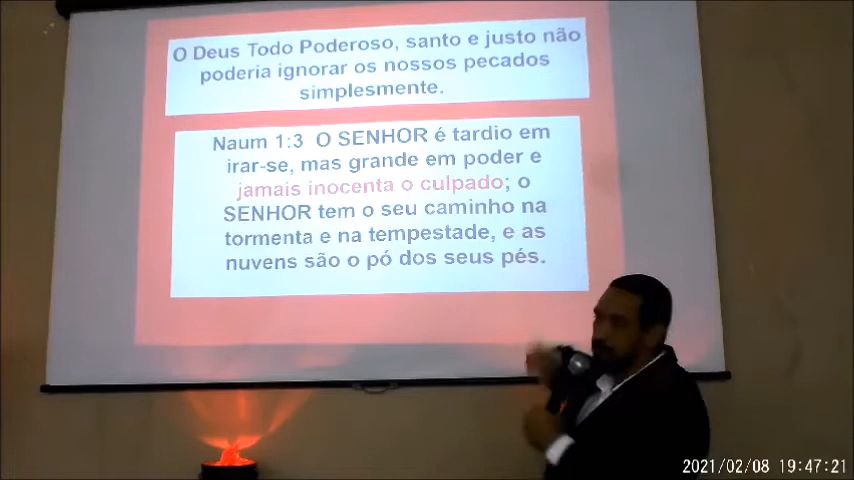 O Deus Todo Poderoso, santo e justo não
poderia ignorar os nossos pecados
simplesmente.
Naum 1:3 O SENHOR é tardio em
irar-se, mas grande em poder e
jamais inocenta o culpado; o
SENHOR tem o seu caminho na
tormenta e na tempestade, e as
nuvens são o pó dos seus pés.
2021/02/08 19:47:21